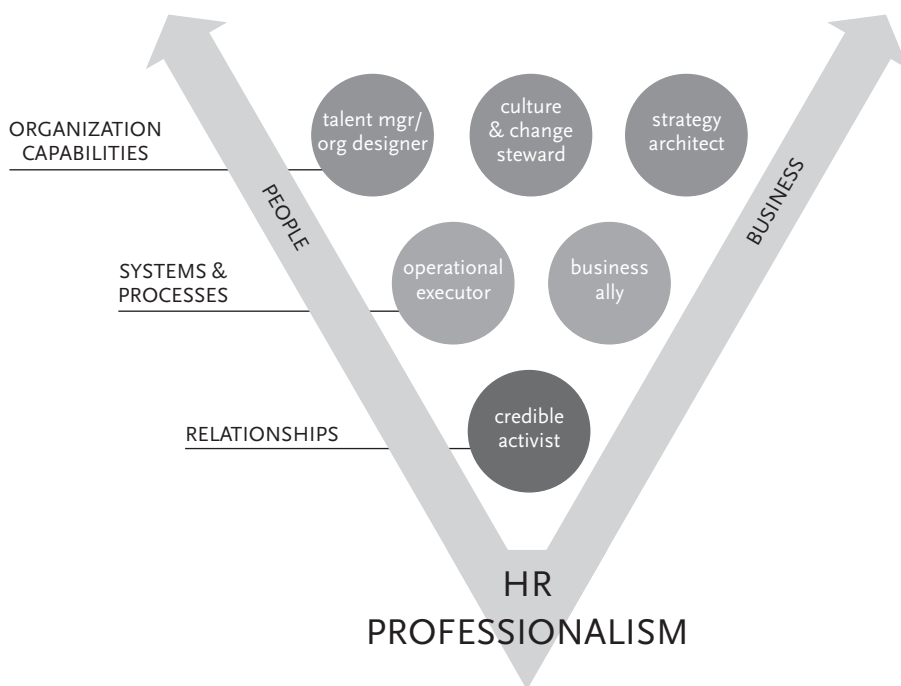 talent mgr/
org designer
culture
& change
steward
strategy
architect
ORGANIZATION
CAPABILITIES
PEOPLE
BUSINESS
operational
executor
business
ally
SYSTEMS &
PROCESSES
credible
activist
RELATIONSHIPS
HR
PROFESSIONALISM